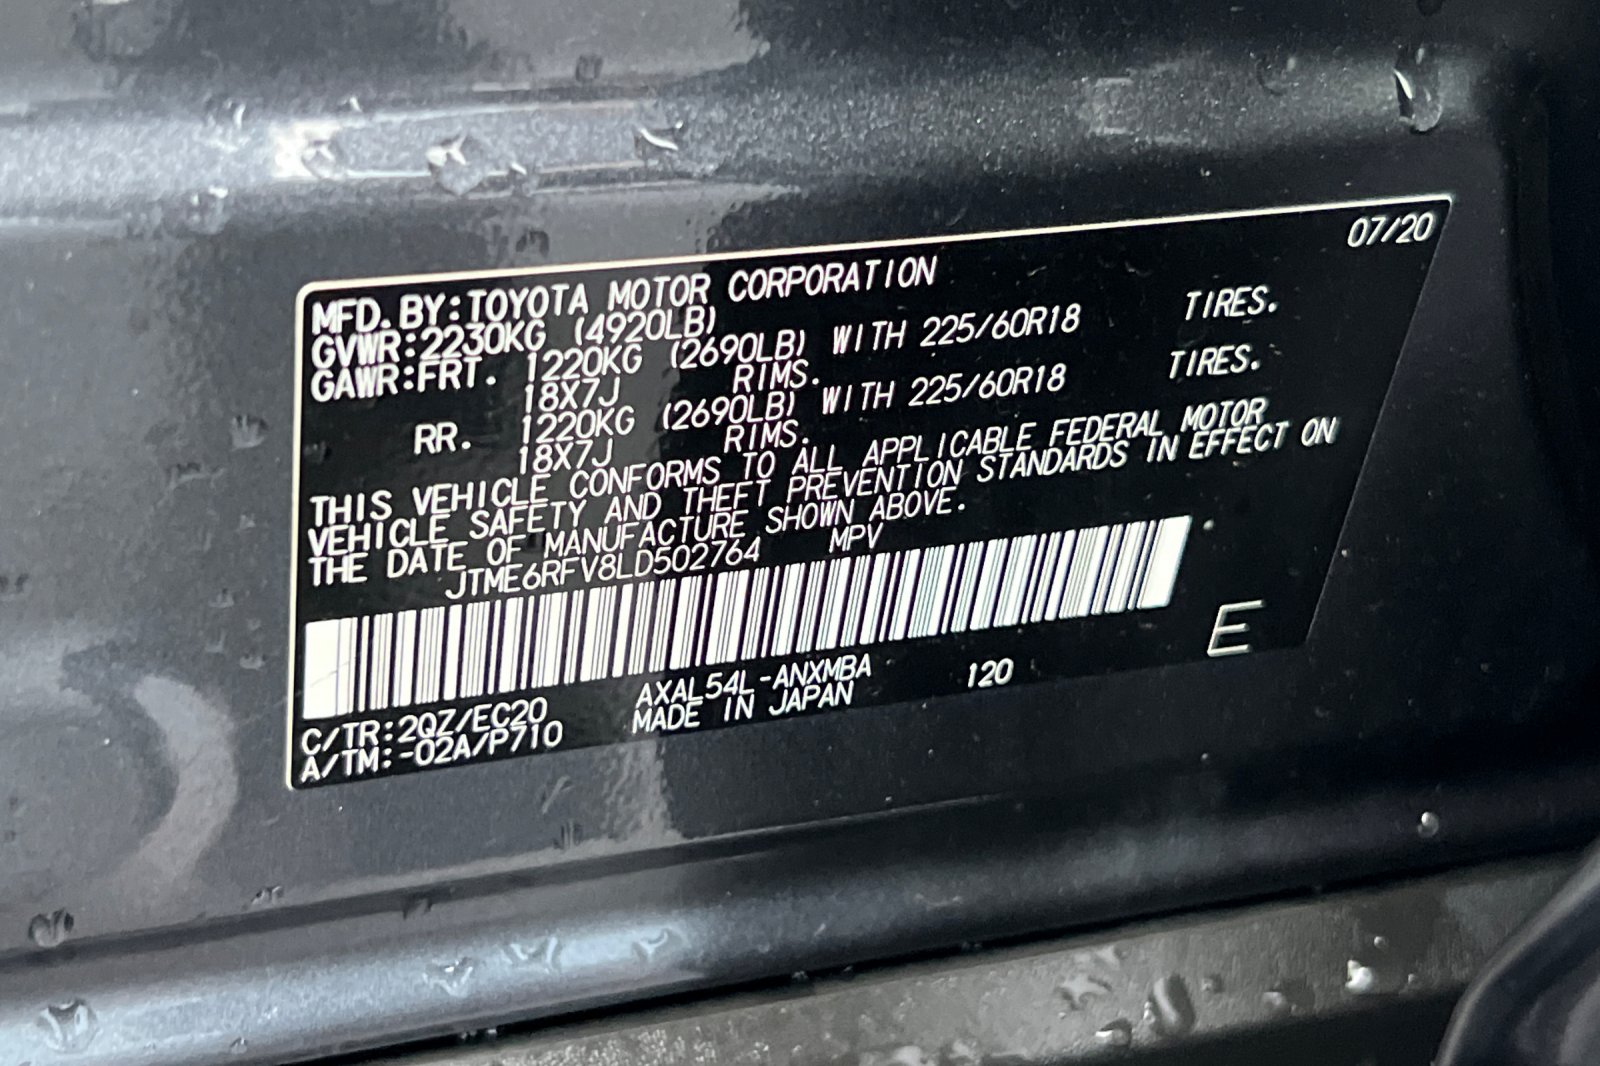 07/20
MFD.BY:TOYOTA MOTOR CORPORATION
GVWR:2230KG (4920LB)
GAWR:FRT. 1220KG (2690LB) WITH 225/60R18 TIRES.
18X7J RIMS.
RR. 1220KG (2690LB) WITH 225/60R18 TIRES.
18X7J RIMS.
THIS VEHICLE CONFORMS TO ALL APPLICABLE FEDERAL MOTOR
VEHICLE SAFETY AND THEFT PREVENTION STANDARDS IN EFFECT ON
THE DATE OF MANUFACTURE SHOWN ABOVE.
JTME6RFV8LD502764 MPV
E
C/TR:2QZ/EC20 AXAL54L-ANXMBA 120
A/TM:-02A/P710 MADE IN JAPAN